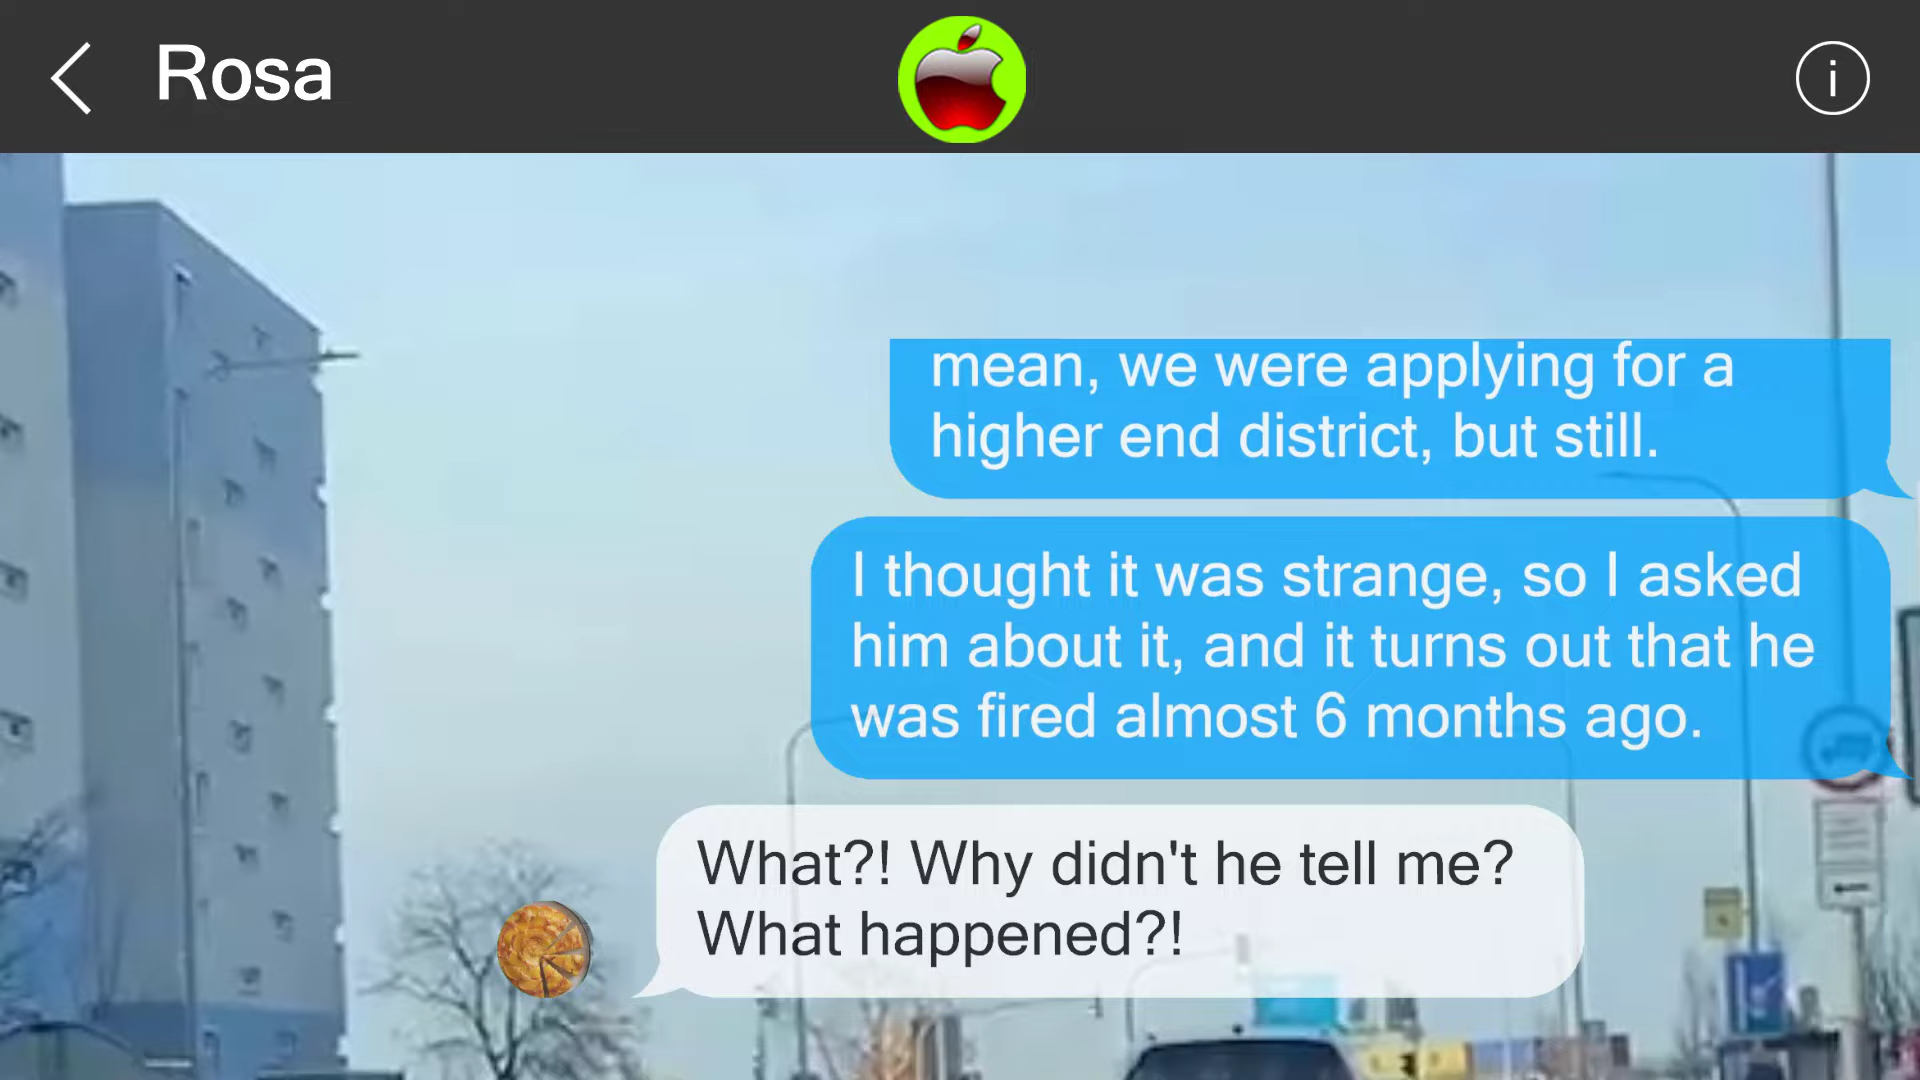 Rosa
i
mean, we were applying for a
higher end district, but still.
I thought it was strange, so I asked
him about it, and it turns out that he
was fired almost 6 months ago.
What?! Why didn't he tell me?
What happened?!